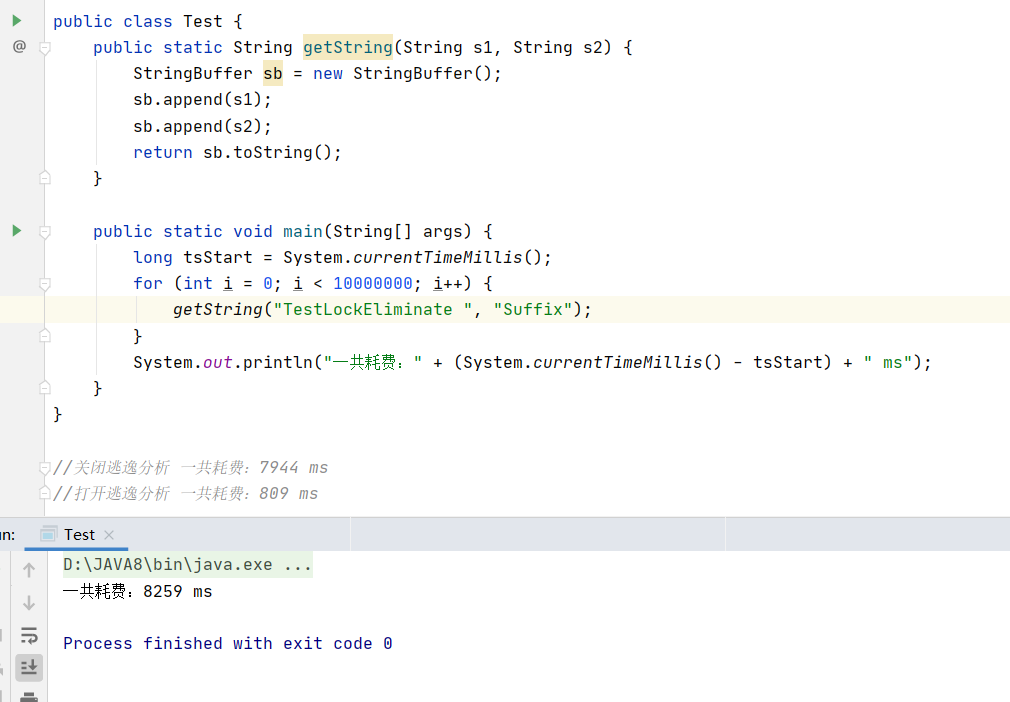 public class Test {
@ public static String getString(String s1, String s2) {
StringBuffer sb = new StringBuffer();
sb.append(s1);
sb.append(s2);
return sb.toString();
}
public static void main(String[] args) {
long tsStart = System.currentTimeMillis();
for (int i = 0; i < 10000000; i++) {
getString("TestLockEliminate ", "Suffix");
}
System.out.println("一共耗费：" + (System.currentTimeMillis() - tsStart) + " ms");
}
}
//关闭逃逸分析 一共耗费：7944 ms
//打开逃逸分析 一共耗费：809 ms
un: Test
D:\JAVA8\bin\java.exe ...
一共耗费：8259 ms
Process finished with exit code 0